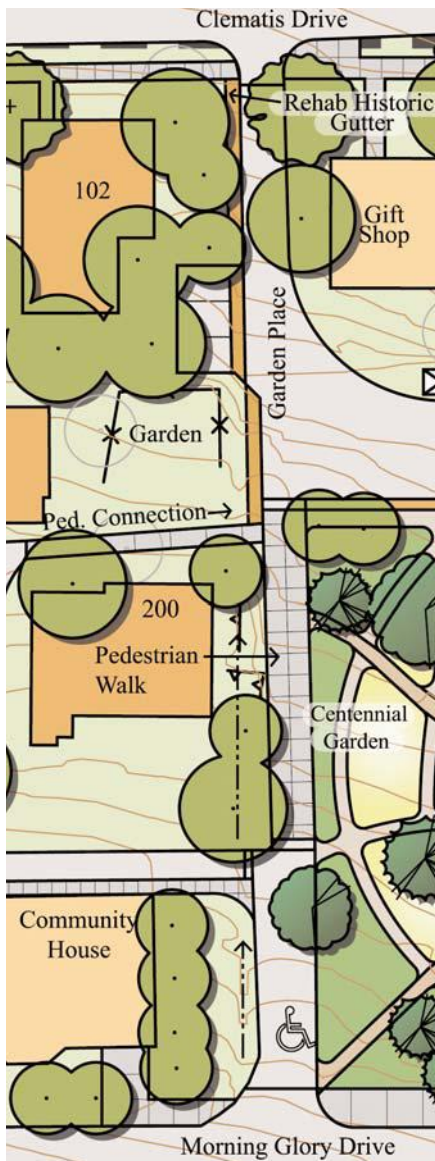 Clematis Drive
Rehab Historic
Gutter
102
Gift
Shop
Garden Place
Garden
Ped. Connection
200
Pedestrian
Walk
Centennial
Garden
Community
House
Morning Glory Drive